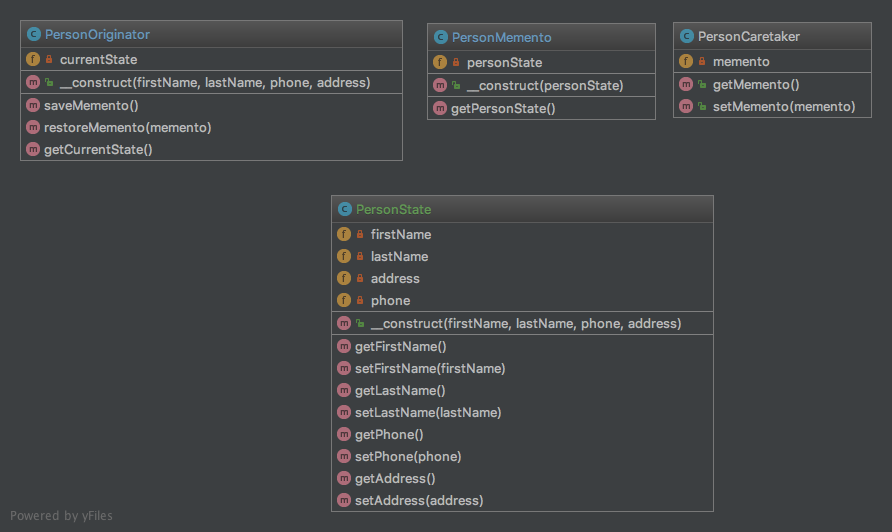 PersonOriginator
currentState
__construct(firstName, lastName, phone, address)
saveMemento()
restoreMemento(memento)
getCurrentState()
PersonMemento
personState
__construct(personState)
getPersonState()
PersonCaretaker
memento
getMemento()
setMemento(memento)
PersonState
firstName
lastName
address
phone
__construct(firstName, lastName, phone, address)
getFirstName()
setFirstName(firstName)
getLastName()
setLastName(lastName)
getPhone()
setPhone(phone)
getAddress()
setAddress(address)
Powered by yFiles